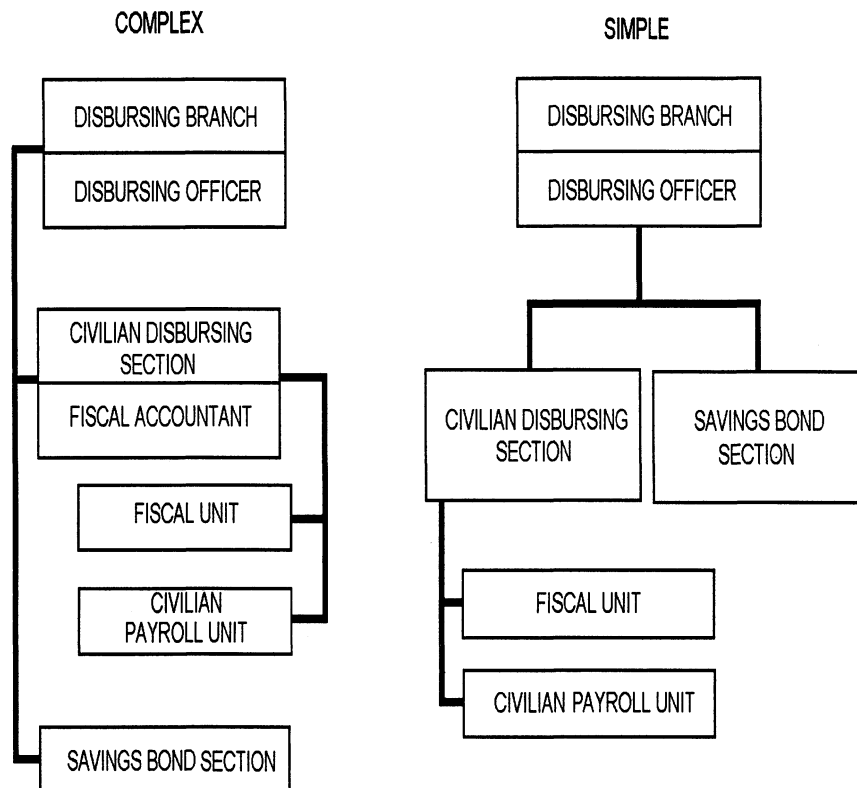 COMPLEX
DISBURSING BRANCH
DISBURSING OFFICER
CIVILIAN DISBURSING
SECTION
FISCAL ACCOUNTANT
FISCAL UNIT
CIVILIAN
PAYROLL UNIT
SAVINGS BOND SECTION
SIMPLE
DISBURSING BRANCH
DISBURSING OFFICER
CIVILIAN DISBURSING
SECTION
SAVINGS BOND
SECTION
FISCAL UNIT
CIVILIAN PAYROLL UNIT